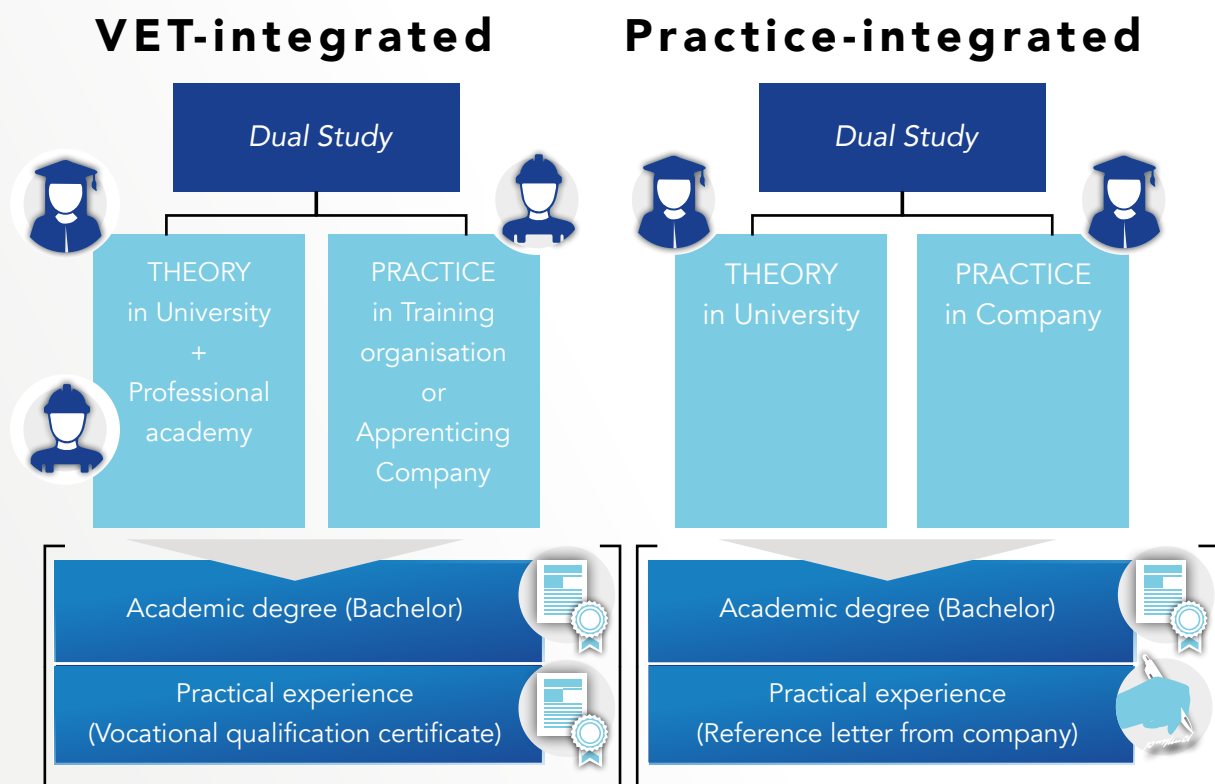 VET-integrated
Dual Study
THEORY
in University
+
Professional
academy
PRACTICE
in Training
organisation
or
Apprenticing
Company
Academic degree (Bachelor)
Practical experience
(Vocational qualification certificate)
Practice-integrated
Dual Study
THEORY
in University
PRACTICE
in Company
Academic degree (Bachelor)
Practical experience
(Reference letter from company)